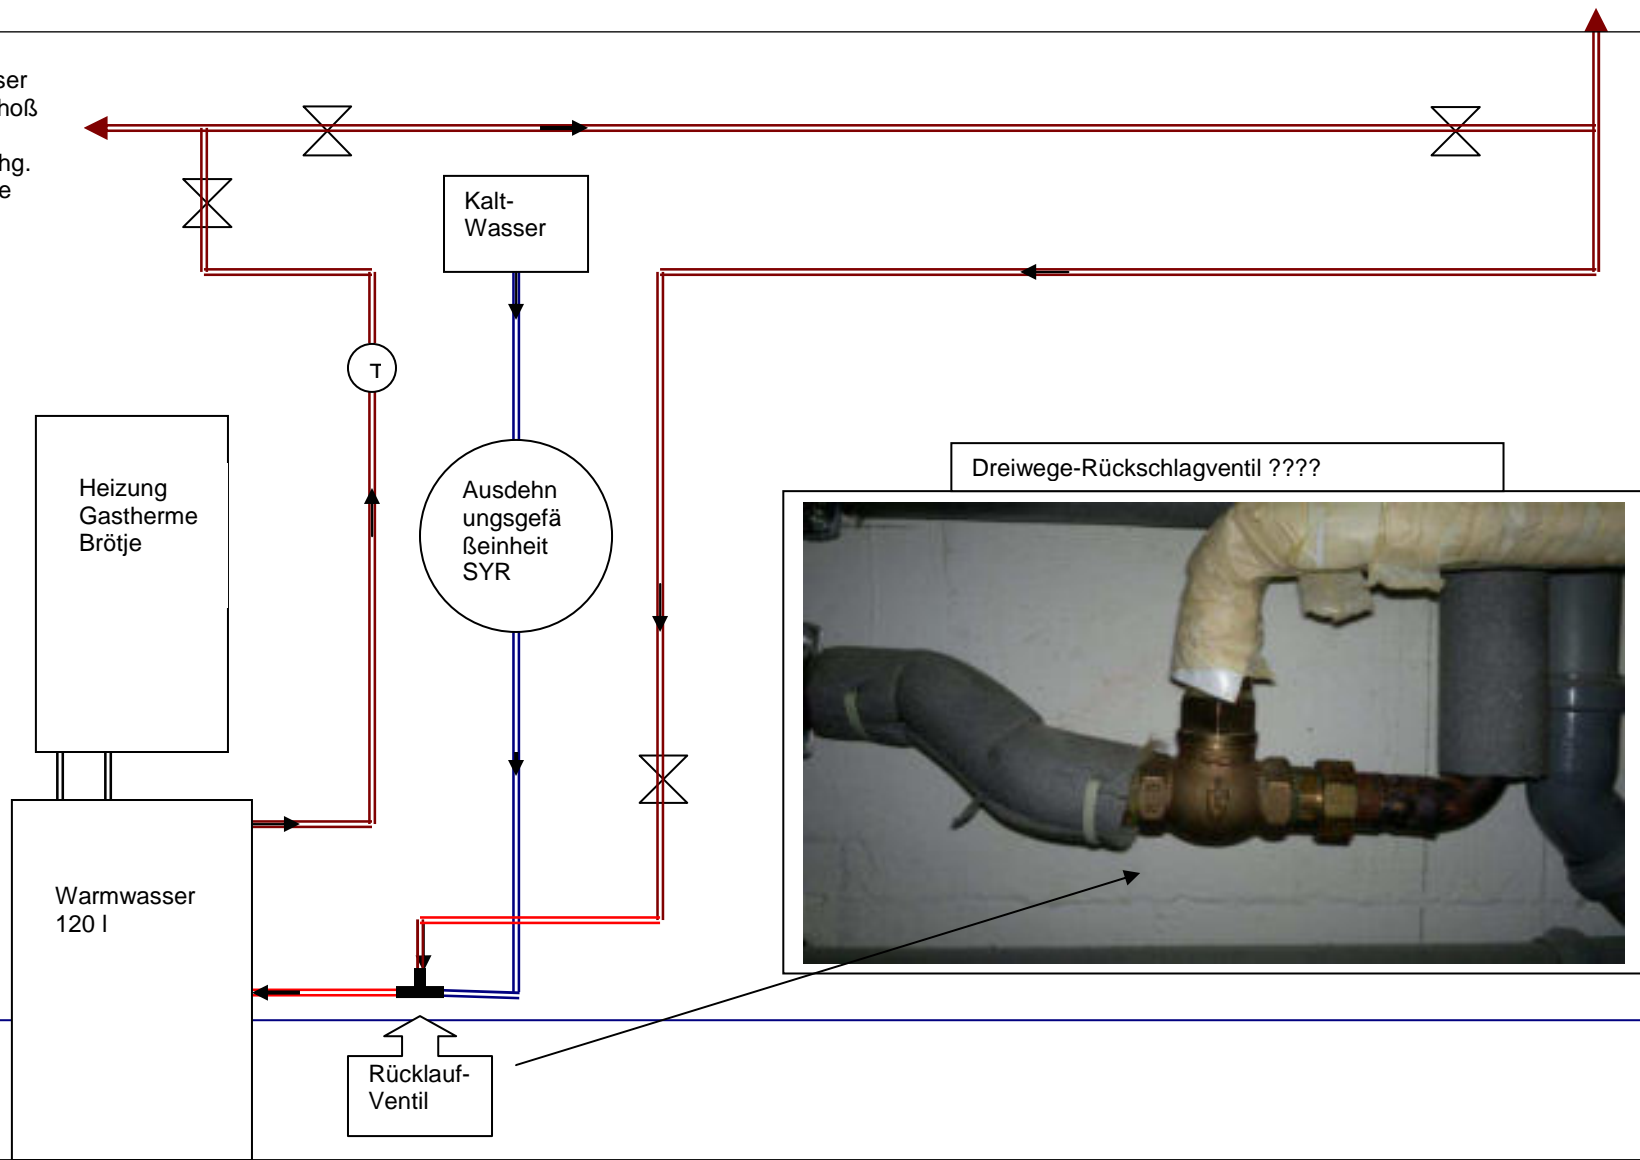 ser
hoß
hg.
e
Kalt-
Wasser
T
Heizung
Gastherme
Brötje
Ausdehn
ungsgefä
ßeinheit
SYR
Dreiwege-Rückschlagventil ????
Warmwasser
120 l
Rücklauf-
Ventil